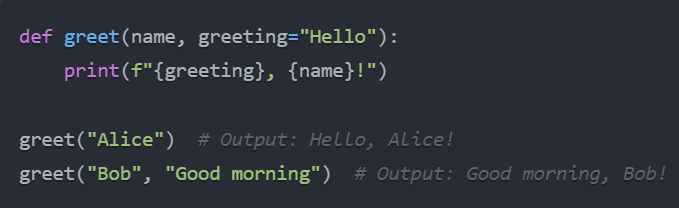 def greet(name, greeting="Hello"):
    print(f"{greeting}, {name}!")

greet("Alice")  # Output: Hello, Alice!
greet("Bob", "Good morning")  # Output: Good morning, Bob!